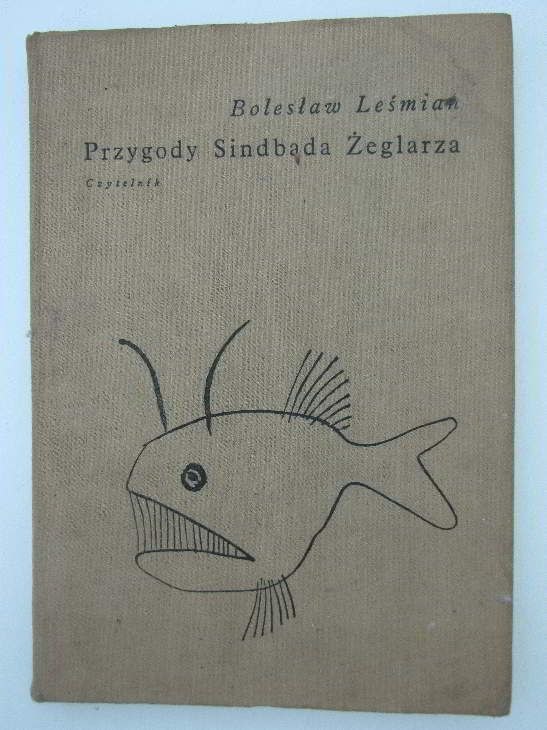 Bolesław Leśmian
Przygody Sindbada Żeglarza
Czytelnik